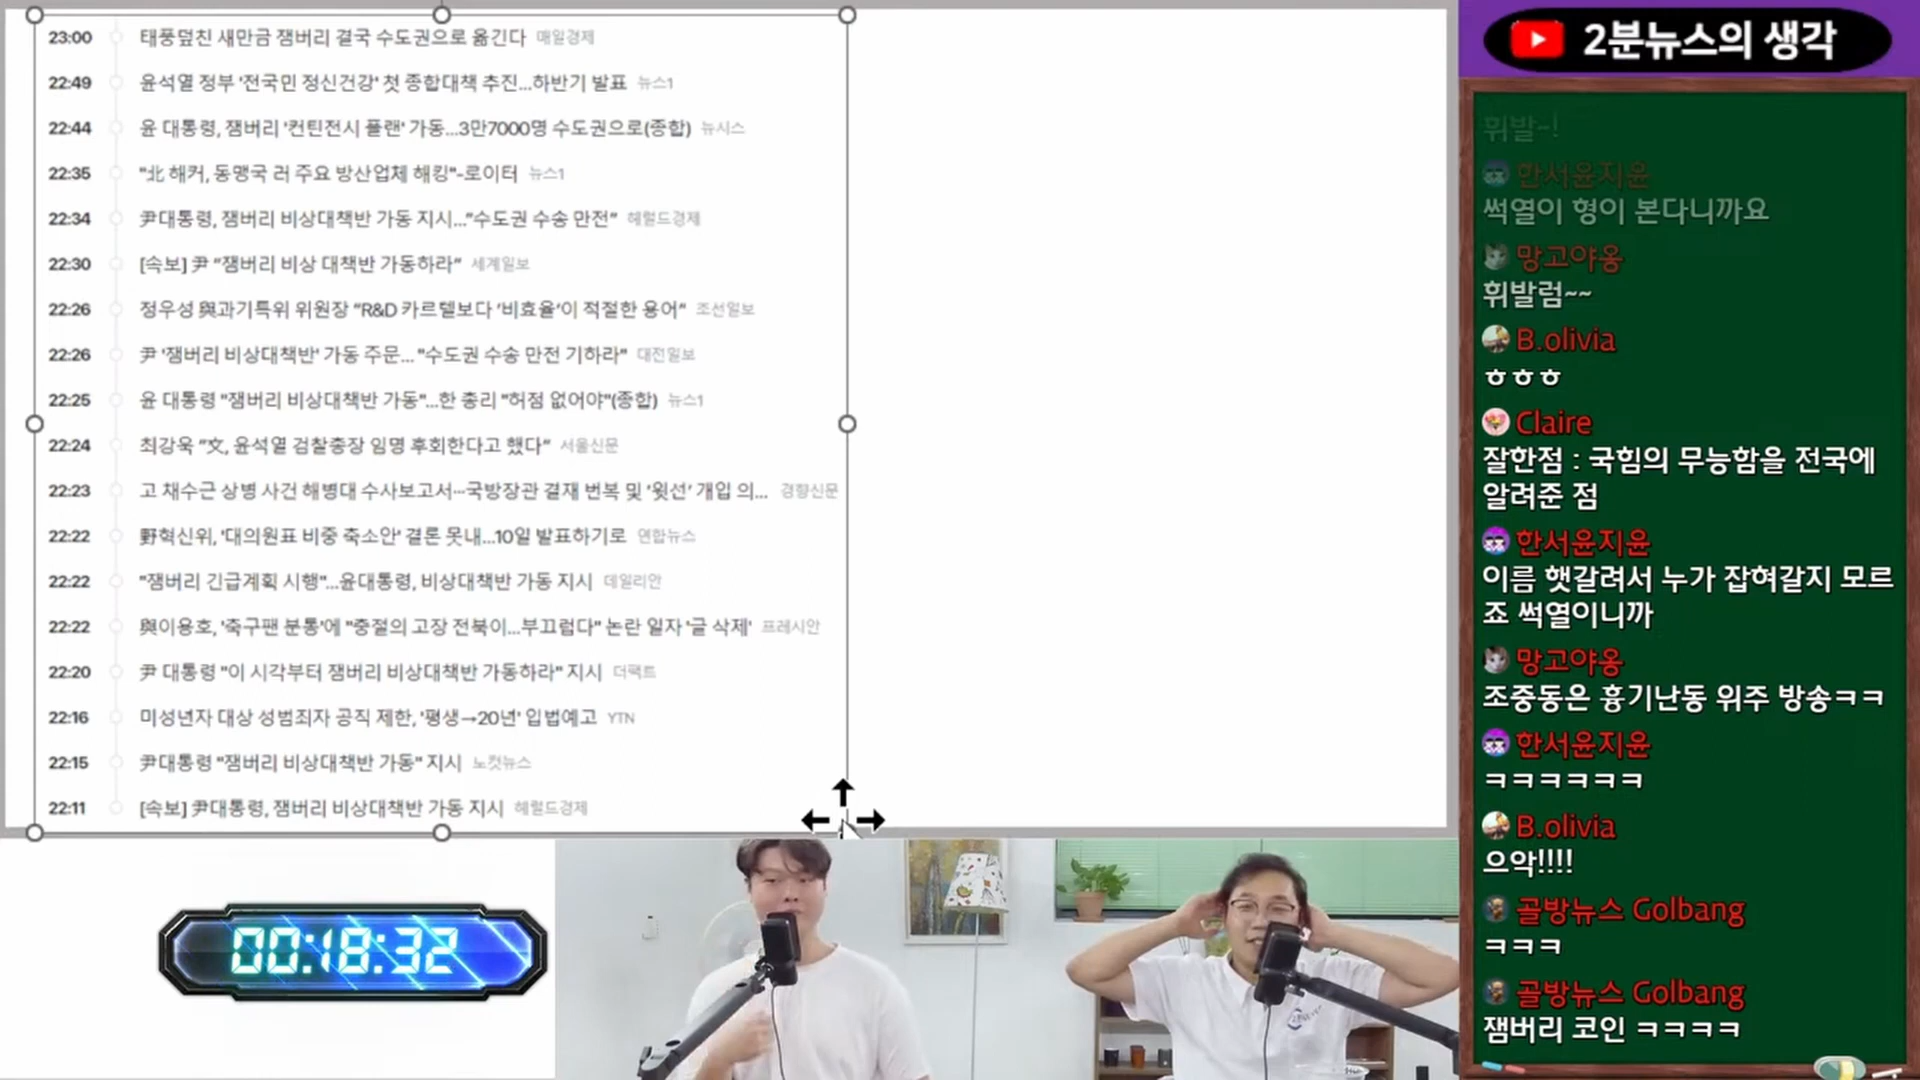 23:00 태풍덮친 새만금 잼버리 결국 수도권으로 옮긴다 매일경제
22:49 윤석열 정부 '전국민 정신건강' 첫 종합대책 추진...하반기 발표 뉴스1
22:44 윤 대통령, 잼버리 '컨틴전시 플랜' 가동...3만7000명 수도권으로(종합) 뉴시스
22:35 "北 해커, 동맹국 러 주요 방산업체 해킹"-로이터 뉴스1
22:34 尹대통령, 잼버리 비상대책반 가동 지시..."수도권 수송 만전" 헤럴드경제
22:30 [속보] 尹 "잼버리 비상 대책반 가동하라" 세계일보
22:26 정우성 與과기특위 위원장 "R&D 카르텔보다 '비효율'이 적절한 용어" 조선일보
22:26 尹 '잼버리 비상대책반' 가동 주문... "수도권 수송 만전 기하라" 대전일보
22:25 윤 대통령 "잼버리 비상대책반 가동"...한 총리 "허점 없어야"(종합) 뉴스1
22:24 최강욱 "文, 윤석열 검찰총장 임명 후회한다고 했다" 서울신문
22:23 고 채수근 상병 사건 해병대 수사보고서…국방장관 결재 번복 및 '윗선' 개입 의... 경향신문
22:22 野혁신위, '대의원표 비중 축소안' 결론 못내...10일 발표하기로 연합뉴스
22:22 "잼버리 긴급계획 시행"...윤대통령, 비상대책반 가동 지시 데일리안
22:22 與이용호, '축구팬 분통'에 "중절의 고장 전북이...부끄럽다" 논란 일자 '글 삭제' 프레시안
22:20 尹 대통령 "이 시각부터 잼버리 비상대책반 가동하라" 지시 더팩트
22:16 미성년자 대상 성범죄자 공직 제한, '평생→20년' 입법예고 YTN
22:15 尹대통령 "잼버리 비상대책반 가동" 지시 노컷뉴스
22:11 [속보] 尹대통령, 잼버리 비상대책반 가동 지시 헤럴드경제
00:18:32
2분뉴스의 생각
휘발~!
한서윤지윤
썩열이 형이 본다니까요
망고야옹
휘발럼~~
B.olivia
ㅎㅎㅎ
Claire
잘한점 : 국힘의 무능함을 전국에
알려준 점
한서윤지윤
이름 햇갈려서 누가 잡혀갈지 모르
죠 썩열이니까
망고야옹
조중동은 흉기난동 위주 방송ㅋㅋ
한서윤지윤
ㅋㅋㅋㅋㅋㅋ
B.olivia
으악!!!!
골방뉴스 Golbang
ㅋㅋㅋ
골방뉴스 Golbang
잼버리 코인 ㅋㅋㅋㅋ